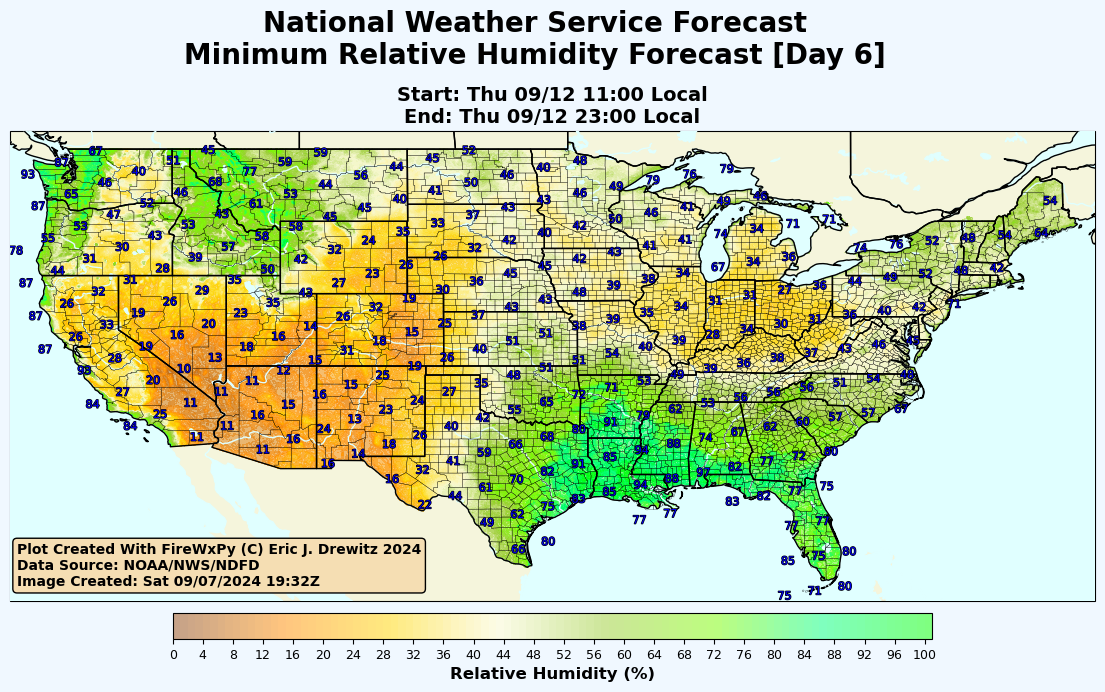 National Weather Service Forecast
Minimum Relative Humidity Forecast [Day 6]
Start: Thu 09/12 11:00 Local
End: Thu 09/12 23:00 Local
67 45 59 59 45 52
87 51 44 40 48
93 46 40 68 77 56 46 79 76 79
65 46 53 44 50 49
87 52 61 45 40 41 43 43 46 46 41 49 40 54
47 43 45 37 50 34 71 71
53 53 58 35 33 40 74 54 64
55 43 58 24 42 41 41 74 76 52 48
78 30 57 32 32 43 36
31 39 42 26 26 42 34 67 34
87 44 28 50 23 45 45 38 44 49 52 48 42
32 31 35 27 36 39 27 36
26 29 43 30 43 48 31 31 71
87 19 26 23 35 32 19 43 35 34 36 40 42
33 20 26 37 39 30 31
26 16 16 14 15 25 51 38 34
87 28 19 18 18 51 40 39 28 43 46
13 31 40 54 38 37
93 10 12 15 19 26 51 51 36
20 11 25 48 49 39 54
84 27 11 15 16 24 27 35 72 71 53 56 56 51
25 11 16 15 23 55 65 62 53 57 57 67
84 11 13 40 42 91 79 62 60
11 16 24 26 68 80 74 67
11 14 18 41 59 66 85 94 88 72 80
16 16 32 82 91 82 77
22 44 61 70 83 85 94 88 97 77 75
49 62 75 77 77 83 82 77 77
66 80 85 75 80
75 71 80
Plot Created With FireWxPy (C) Eric J. Drewitz 2024
Data Source: NOAA/NWS/NDFD
Image Created: Sat 09/07/2024 19:32Z
0 4 8 12 16 20 24 28 32 36 40 44 48 52 56 60 64 68 72 76 80 84 88 92 96 100
Relative Humidity (%)